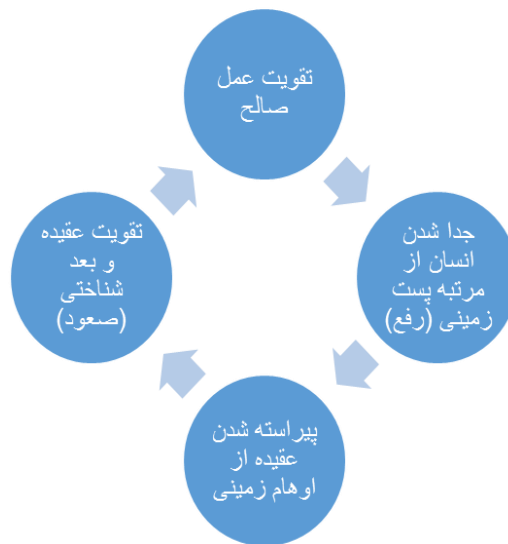 تقویت عمل
صالح
جدا شدن
انسان از
مرتبه پست
زمینی (رفع)
پیراسته شدن
عقیده از
اوهام زمینی
تقویت عقیده
و بعد
شناختی
(صعود)